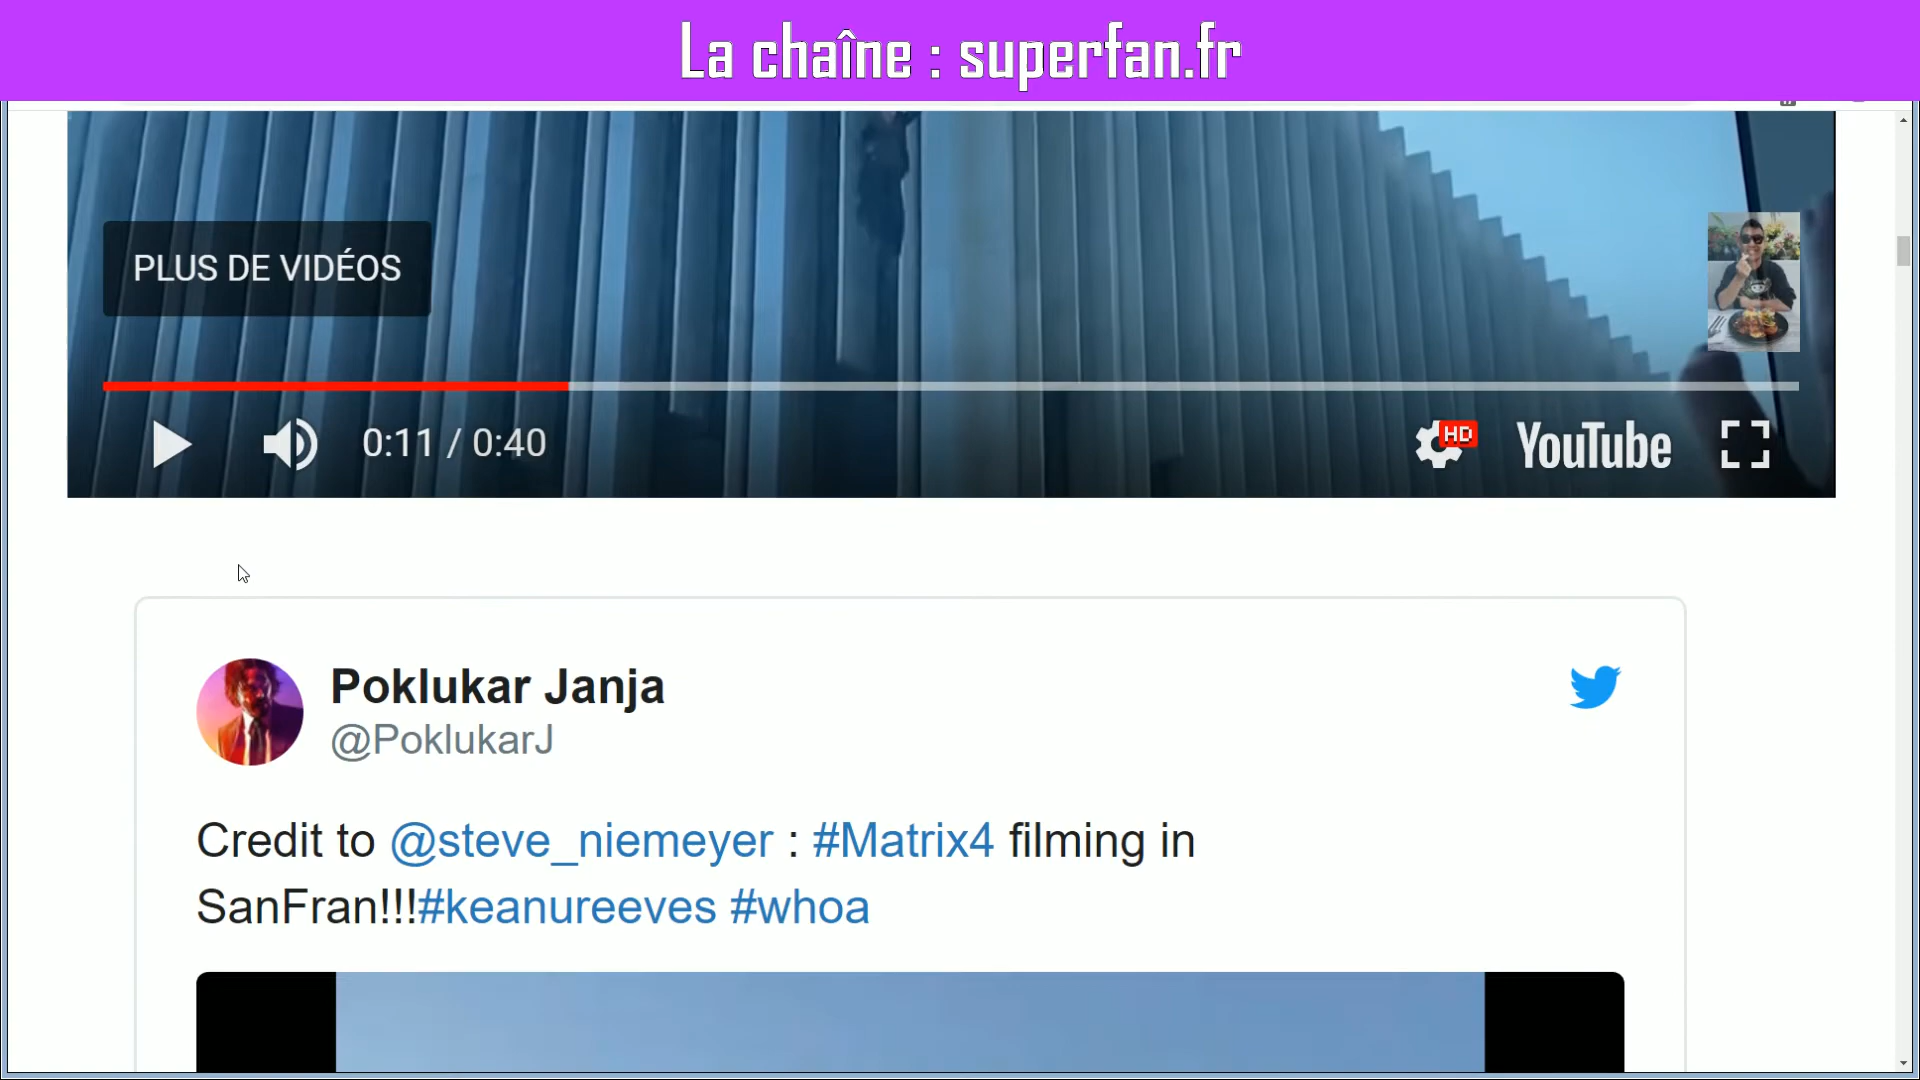 La chaîne : superfan.fr
PLUS DE VIDÉOS
0:11 / 0:40
HD
YouTube
Poklukar Janja
@PoklukarJ
Credit to @steve_niemeyer : #Matrix4 filming in
SanFran!!!#keanureeves #whoa